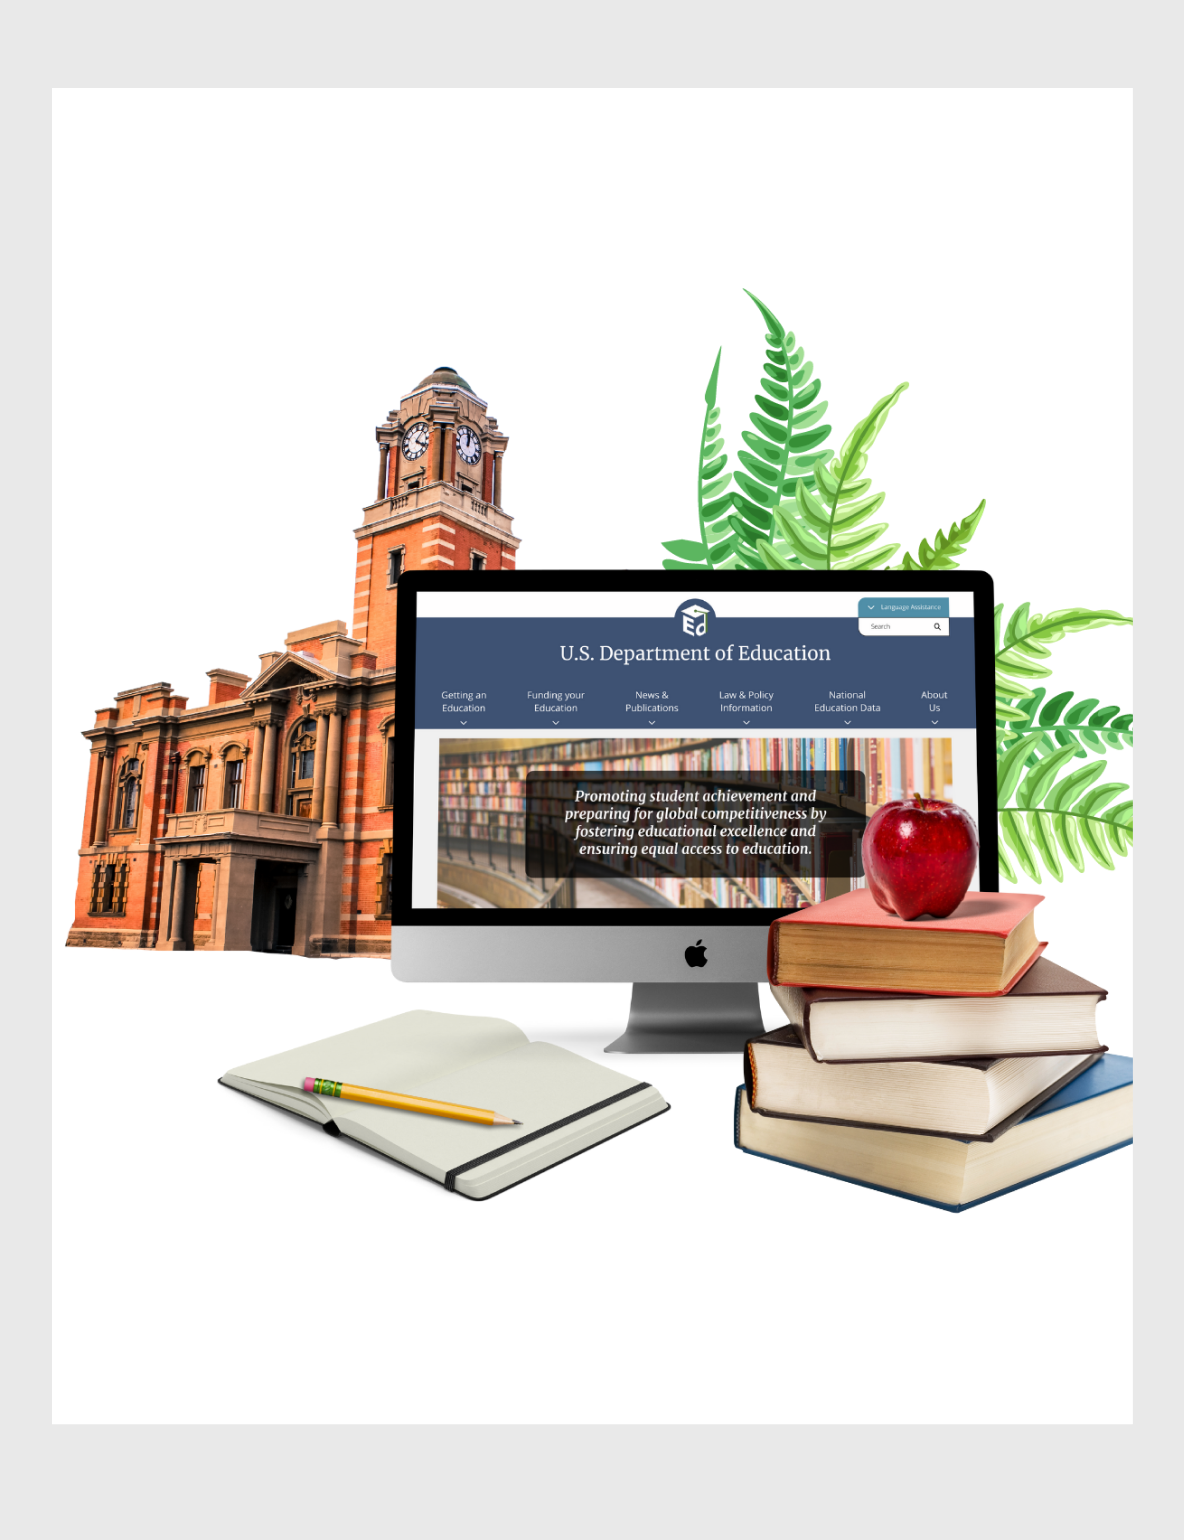 Language Assistance
Search
Ed
U.S. Department of Education
Getting an
Education
Funding your
Education
News &
Publications
Law & Policy
Information
National
Education Data
About
Us
Promoting student achievement and
preparing for global competitiveness by
fostering educational excellence and
ensuring equal access to education.